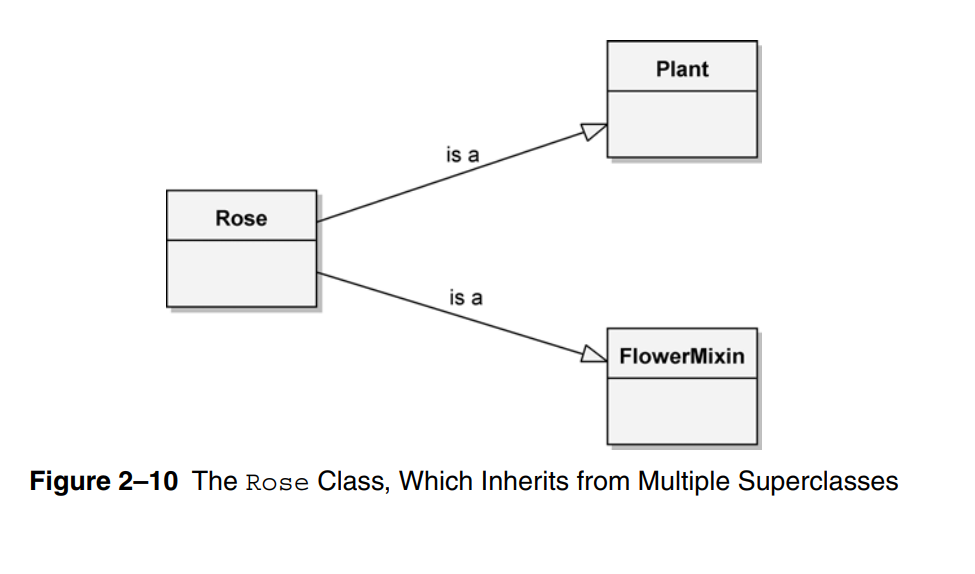 Plant
is a
Rose
is a
FlowerMixin
Figure 2–10 The Rose Class, Which Inherits from Multiple Superclasses